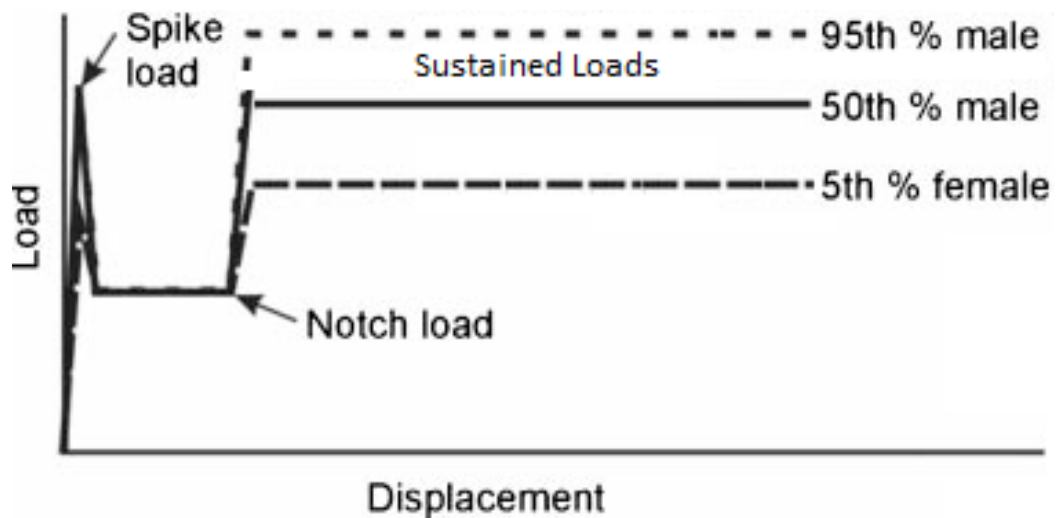 Spike
load
95th % male
Sustained Loads
50th % male
5th % female
Load
Notch load
Displacement